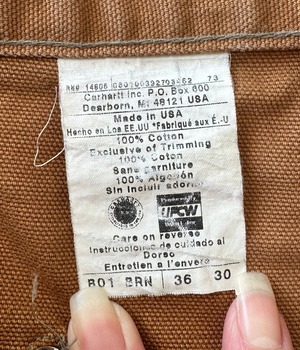 Carhartt Inc. P.O. Box 600
Dearborn, MI 48121 USA
Made in USA
Hecho en Los EE.UU *Fabriqué aux É.-U
100% Cotton
Exclusive of Trimming
100% Coton
Sans garniture
100% Algodón
Sin incluir adorno
UFCW
Care on reverse
Instrucciones de cuidado al
Dorso
Entretien a l'envers
B01 BRN 36 30